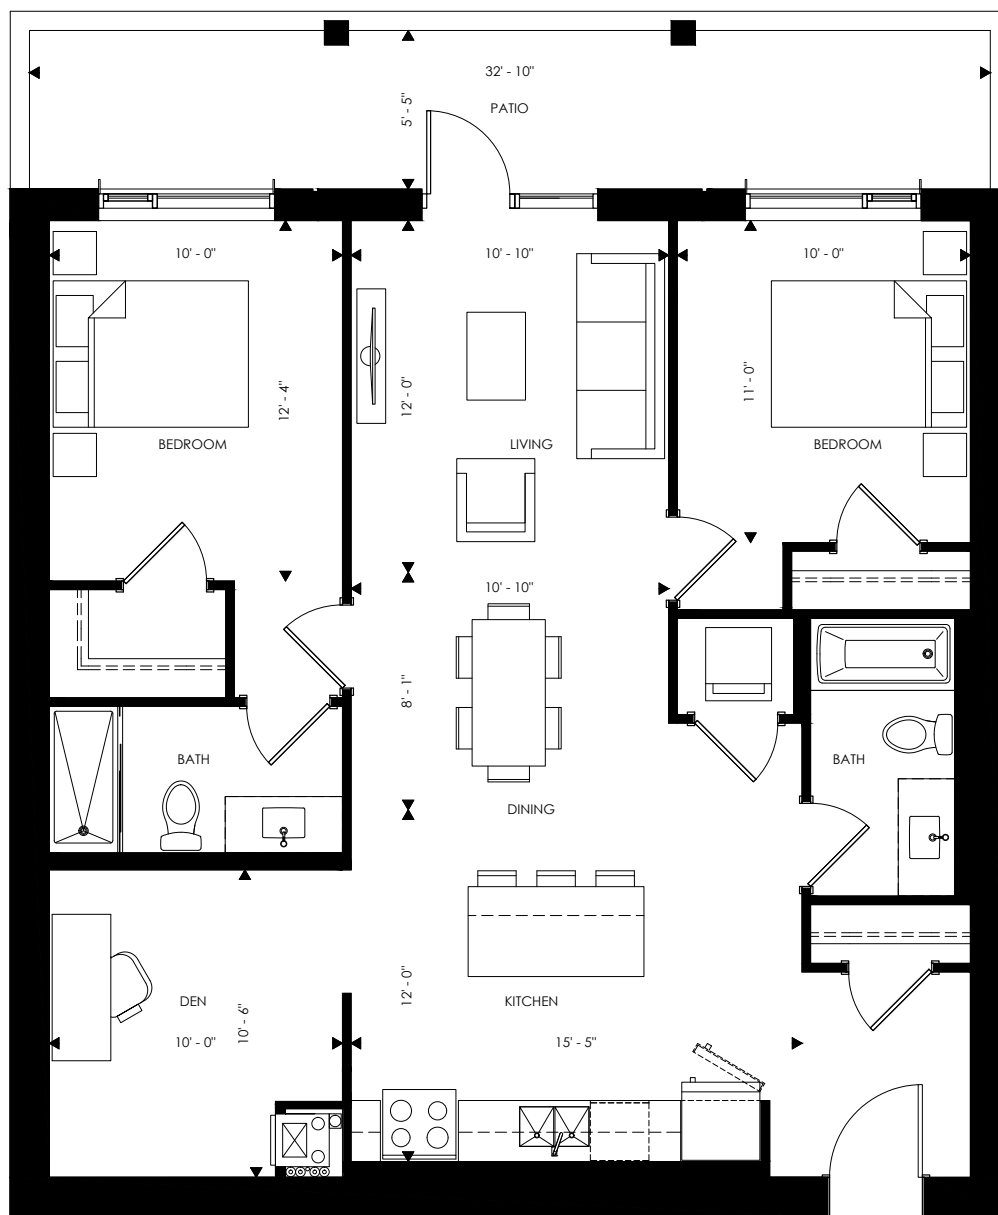 32' - 10"
5' - 5"
PATIO
10' - 0"
10' - 10"
10' - 0"
12' - 4"
12' - 0"
11' - 0"
BEDROOM
LIVING
BEDROOM
10' - 10"
8' - 1"
BATH
BATH
DINING
12' - 0"
DEN
KITCHEN
10' - 6"
10' - 0"
15' - 5"